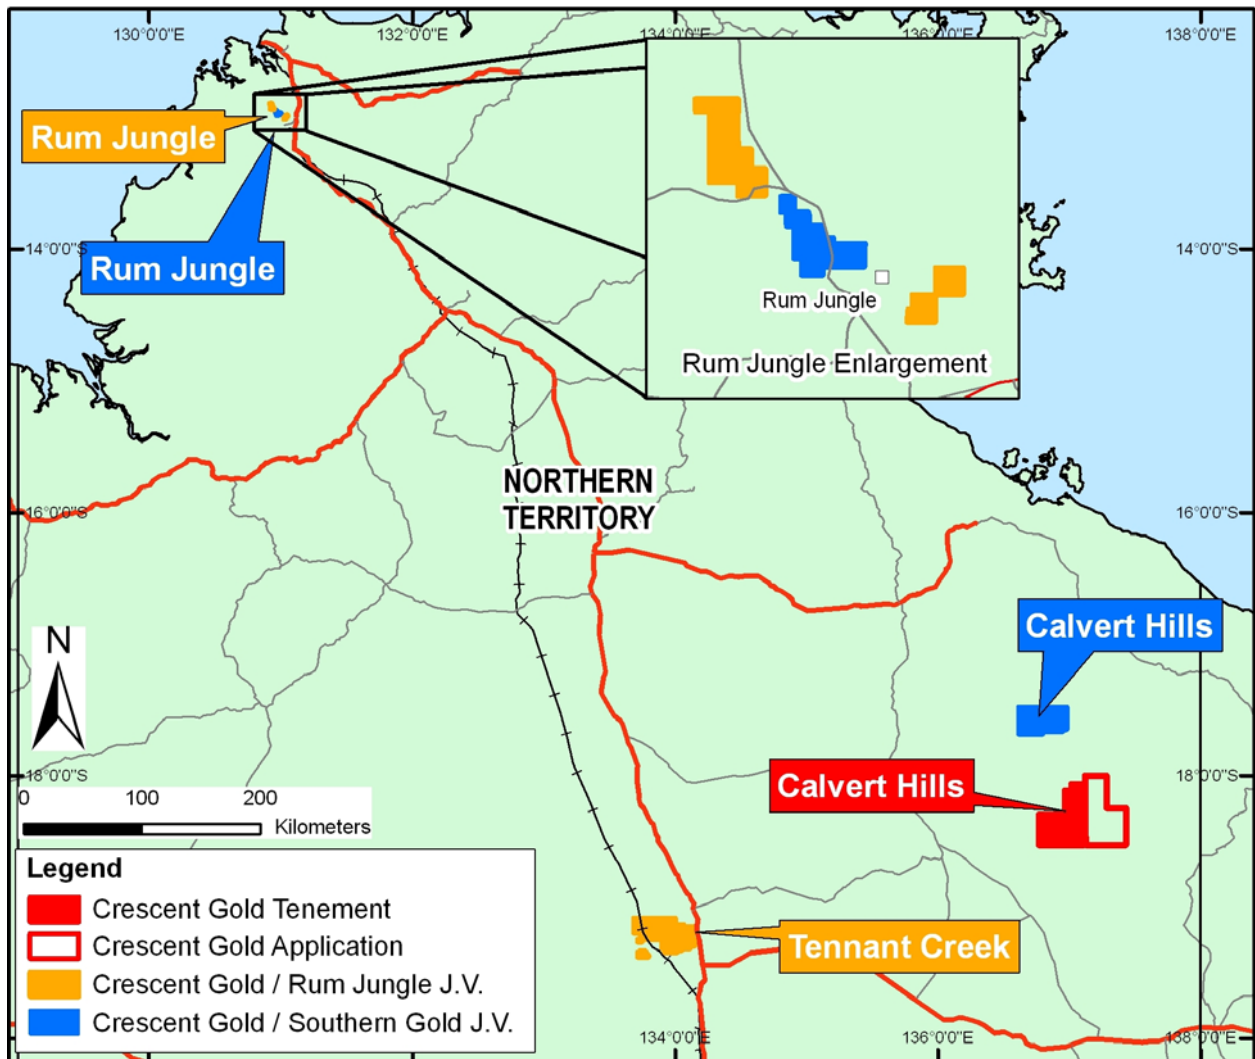 130°0'0"E
132°0'0"E
134°0'0"E
136°0'0"E
138°0'0"E
Rum Jungle
Rum Jungle
14°0'0"S
14°0'0"S
Rum Jungle
Rum Jungle Enlargement
NORTHERN
TERRITORY
16°0'0"S
16°0'0"S
Calvert Hills
N
18°0'0"S
18°0'0"S
Calvert Hills
0 100 200
Kilometers
Legend
Crescent Gold Tenement
Crescent Gold Application
Crescent Gold / Rum Jungle J.V.
Crescent Gold / Southern Gold J.V.
Tennant Creek
134°0'0"E
136°0'0"E
138°0'0"E